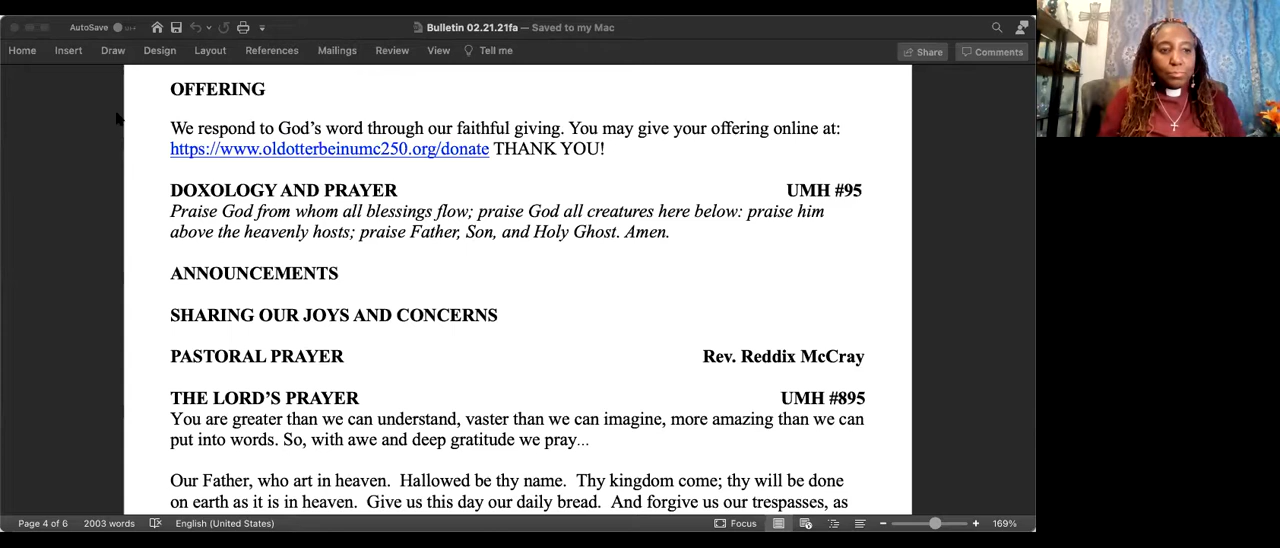 AutoSave
Bulletin 02.21.21fa — Saved to my Mac
Home Insert Draw Design Layout References Mailings Review View Tell me Share Comments
OFFERING
We respond to God's word through our faithful giving. You may give your offering online at:
https://www.oldotterbeinumc250.org/donate THANK YOU!
DOXOLOGY AND PRAYER UMH #95
Praise God from whom all blessings flow; praise God all creatures here below: praise him
above the heavenly hosts; praise Father, Son, and Holy Ghost. Amen.
ANNOUNCEMENTS
SHARING OUR JOYS AND CONCERNS
PASTORAL PRAYER Rev. Reddix McCray
THE LORD'S PRAYER UMH #895
You are greater than we can understand, vaster than we can imagine, more amazing than we can
put into words. So, with awe and deep gratitude we pray...
Our Father, who art in heaven. Hallowed be thy name. Thy kingdom come; thy will be done
on earth as it is in heaven. Give us this day our daily bread. And forgive us our trespasses, as
Page 4 of 6 2003 words English (United States) Focus 169%